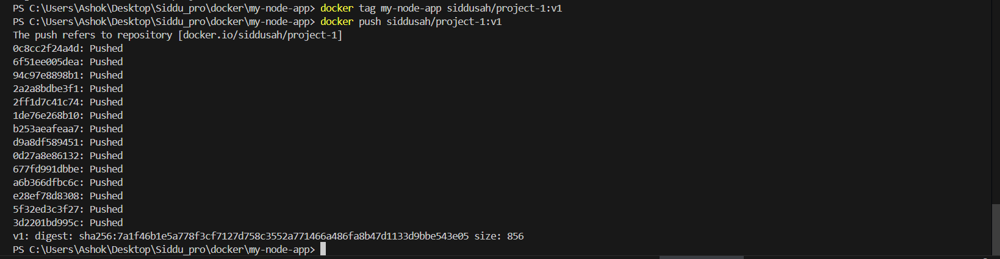 PS C:\Users\Ashok\Desktop\Siddu_pro\docker\my-node-app> docker tag my-node-app siddusah/project-1:v1
PS C:\Users\Ashok\Desktop\Siddu_pro\docker\my-node-app> docker push siddusah/project-1:v1
The push refers to repository [docker.io/siddusah/project-1]
0c8cc2f24a4d: Pushed
6f51ee005dea: Pushed
94c97e8898b1: Pushed
2a2a8bdbe3f1: Pushed
2ff1d7c41c74: Pushed
1de76e268b10: Pushed
b253aeafeaa7: Pushed
d9a8df589451: Pushed
0d27a8e86132: Pushed
677fd991dbbe: Pushed
a6b366dfbc6c: Pushed
e28ef78d8308: Pushed
5f32ed3c3f27: Pushed
3d2201bd995c: Pushed
v1: digest: sha256:7a1f46b1e5a778f3cf7127d758c3552a771466a486fa8b47d1133d9bbe543e05 size: 856
PS C:\Users\Ashok\Desktop\Siddu_pro\docker\my-node-app>